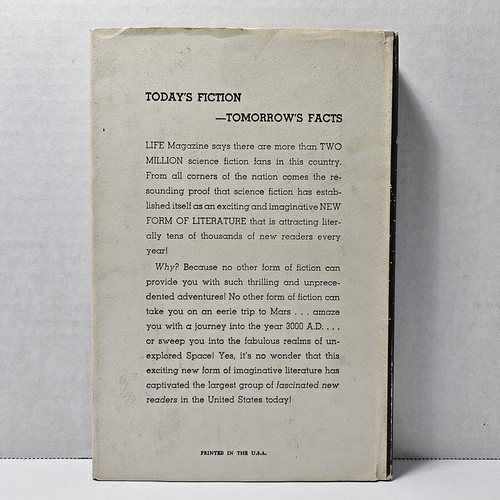 TODAY'S FICTION
—TOMORROW'S FACTS
LIFE Magazine says there are more than TWO
MILLION science fiction fans in this country.
From all corners of the nation comes the re-
sounding proof that science fiction has estab-
lished itself as an exciting and imaginative NEW
FORM OF LITERATURE that is attracting liter-
ally tens of thousands of new readers every
year!
Why? Because no other form of fiction can
provide you with such thrilling and unprece-
dented adventures! No other form of fiction can
take you on an eerie trip to Mars . . . amaze
you with a journey into the year 3000 A.D. . . .
or sweep you into the fabulous realms of un-
explored Space! Yes, it's no wonder that this
exciting new form of imaginative literature has
captivated the largest group of fascinated new
readers in the United States today!
PRINTED IN THE U.S.A.